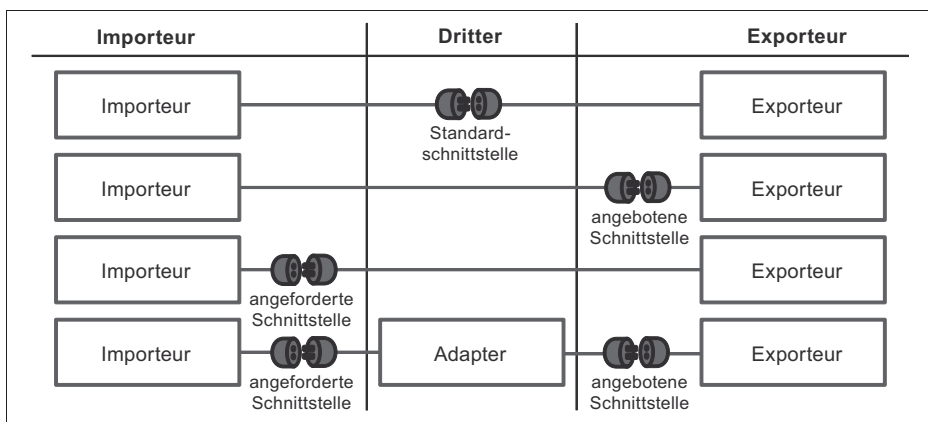 Importeur Dritter Exporteur
Importeur Exporteur
Standard-
schnittstelle
Importeur Exporteur
angebotene
Schnittstelle
Importeur Exporteur
angeforderte
Schnittstelle
Importeur Adapter Exporteur
angeforderte angebotene
Schnittstelle Schnittstelle